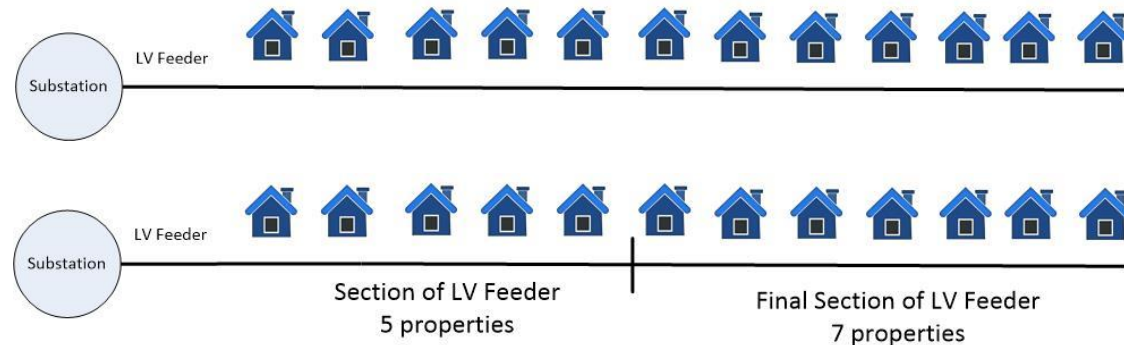 LV Feeder
Substation
LV Feeder
Substation
Section of LV Feeder
5 properties
Final Section of LV Feeder
7 properties